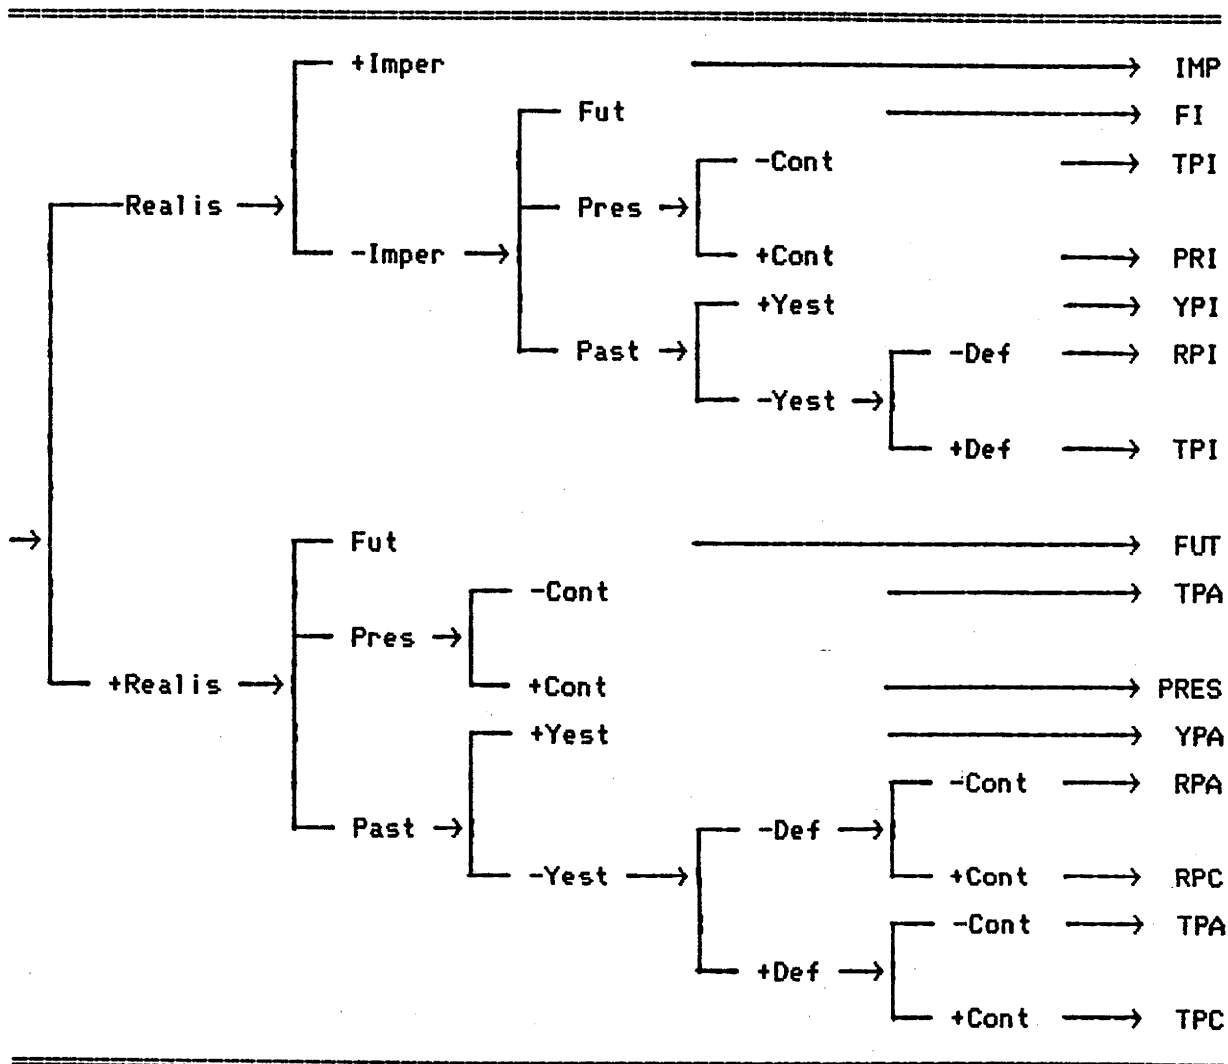 +Imper IMP
Fut FI
-Cont TPI
-Realis Pres
-Imper +Cont PRI
+Yest YPI
Past -Def RPI
-Yest
+Def TPI
Fut FUT
-Cont TPA
Pres
+Realis +Cont PRES
+Yest YPA
-Cont RPA
Past -Def
-Yest +Cont RPC
-Cont TPA
+Def
+Cont TPC